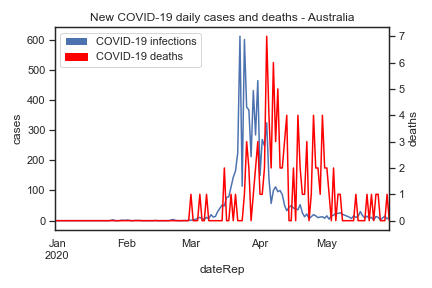 New COVID-19 daily cases and deaths - Australia
COVID-19 infections
COVID-19 deaths
600
500
400
300
200
100
0
cases
7
6
5
4
3
2
1
0
deaths
Jan Feb Mar Apr May
2020
dateRep